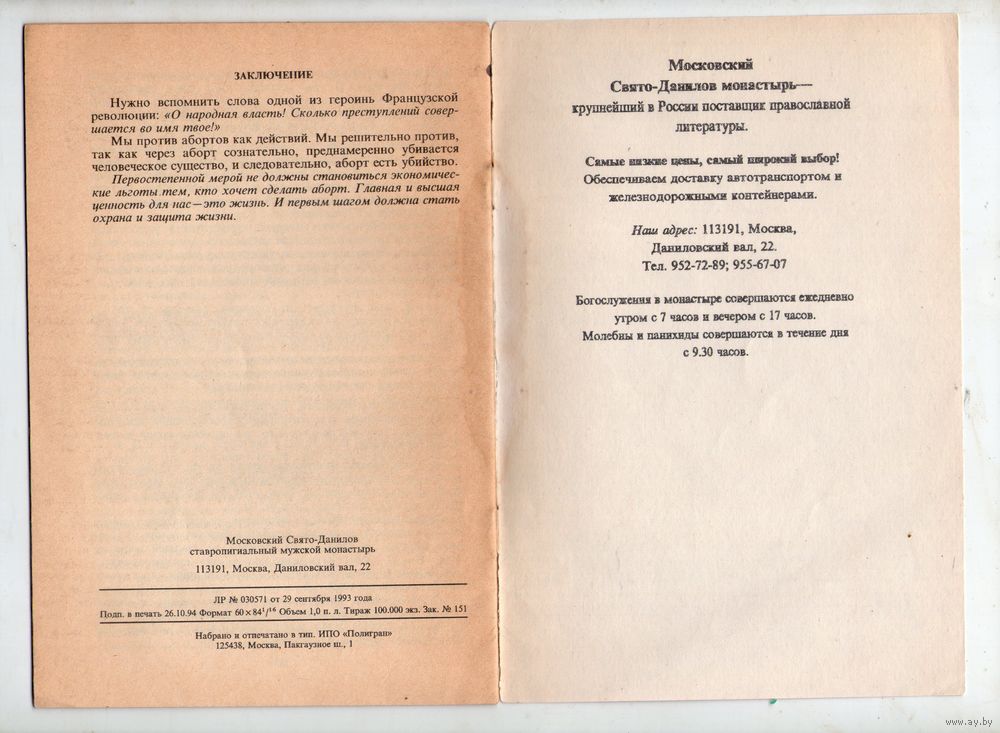 ЗАКЛЮЧЕНИЕ
Нужно вспомнить слова одной из героинь Французской
революции: «О народная власть! Сколько преступлений совер-
шается во имя твое!»
Мы против абортов как действий. Мы решительно против,
так как через аборт сознательно, преднамеренно убивается
человеческое существо, и следовательно, аборт есть убийство.
Первостепенной мерой не должны становиться экономичес-
кие льготы тем, кто хочет сделать аборт. Главная и высшая
ценность для нас—это жизнь. И первым шагом должна стать
охрана и защита жизни.
Московский Свято-Данилов
ставропигиальный мужской монастырь
113191, Москва, Даниловский вал, 22
ЛР № 030571 от 29 сентября 1993 года
Подп. в печать 26.10.94 Формат 60×84¹/¹⁶ Объем 1,0 п. л. Тираж 100.000 экз. Зак. № 151
Набрано и отпечатано в тип. ИПО «Полигран»
125438, Москва, Пакгаузное ш., 1
Московский
Свято-Данилов монастырь—
крупнейший в России поставщик православной
литературы.
Самые низкие цены, самый широкий выбор!
Обеспечиваем доставку автотранспортом и
железнодорожными контейнерами.
Наш адрес: 113191, Москва,
Даниловский вал, 22.
Тел. 952-72-89; 955-67-07
Богослужения в монастыре совершаются ежедневно
утром с 7 часов и вечером с 17 часов.
Молебны и панихиды совершаются в течение дня
с 9.30 часов.
www.ay.by